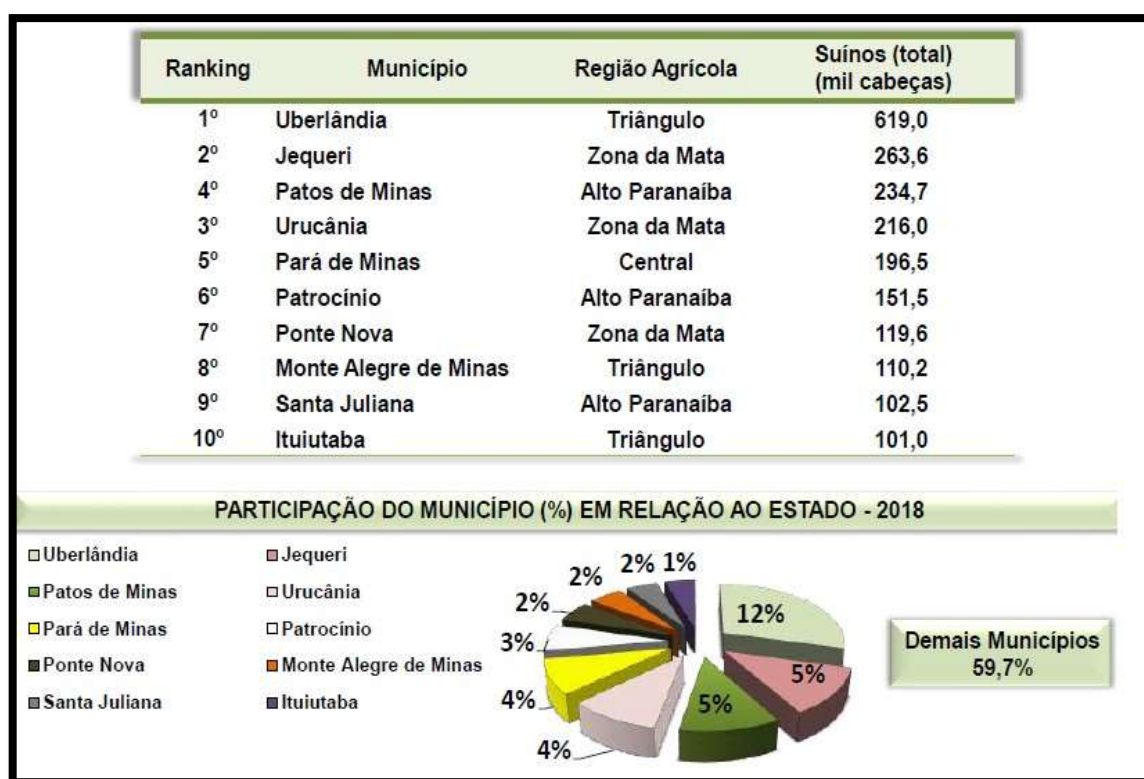 Ranking Município Região Agrícola Suínos (total) (mil cabeças)
1º Uberlândia Triângulo 619,0
2º Jequeri Zona da Mata 263,6
4º Patos de Minas Alto Paranaíba 234,7
3º Urucânia Zona da Mata 216,0
5º Pará de Minas Central 196,5
6º Patrocínio Alto Paranaíba 151,5
7º Ponte Nova Zona da Mata 119,6
8º Monte Alegre de Minas Triângulo 110,2
9º Santa Juliana Alto Paranaíba 102,5
10º Ituiutaba Triângulo 101,0
PARTICIPAÇÃO DO MUNICÍPIO (%) EM RELAÇÃO AO ESTADO - 2018
Uberlândia Jequeri
Patos de Minas Urucânia
Pará de Minas Patrocínio
Ponte Nova Monte Alegre de Minas
Santa Juliana Ituiutaba
12%
5%
5%
4%
4%
3%
2%
2%
2%
1%
Demais Municípios
59,7%